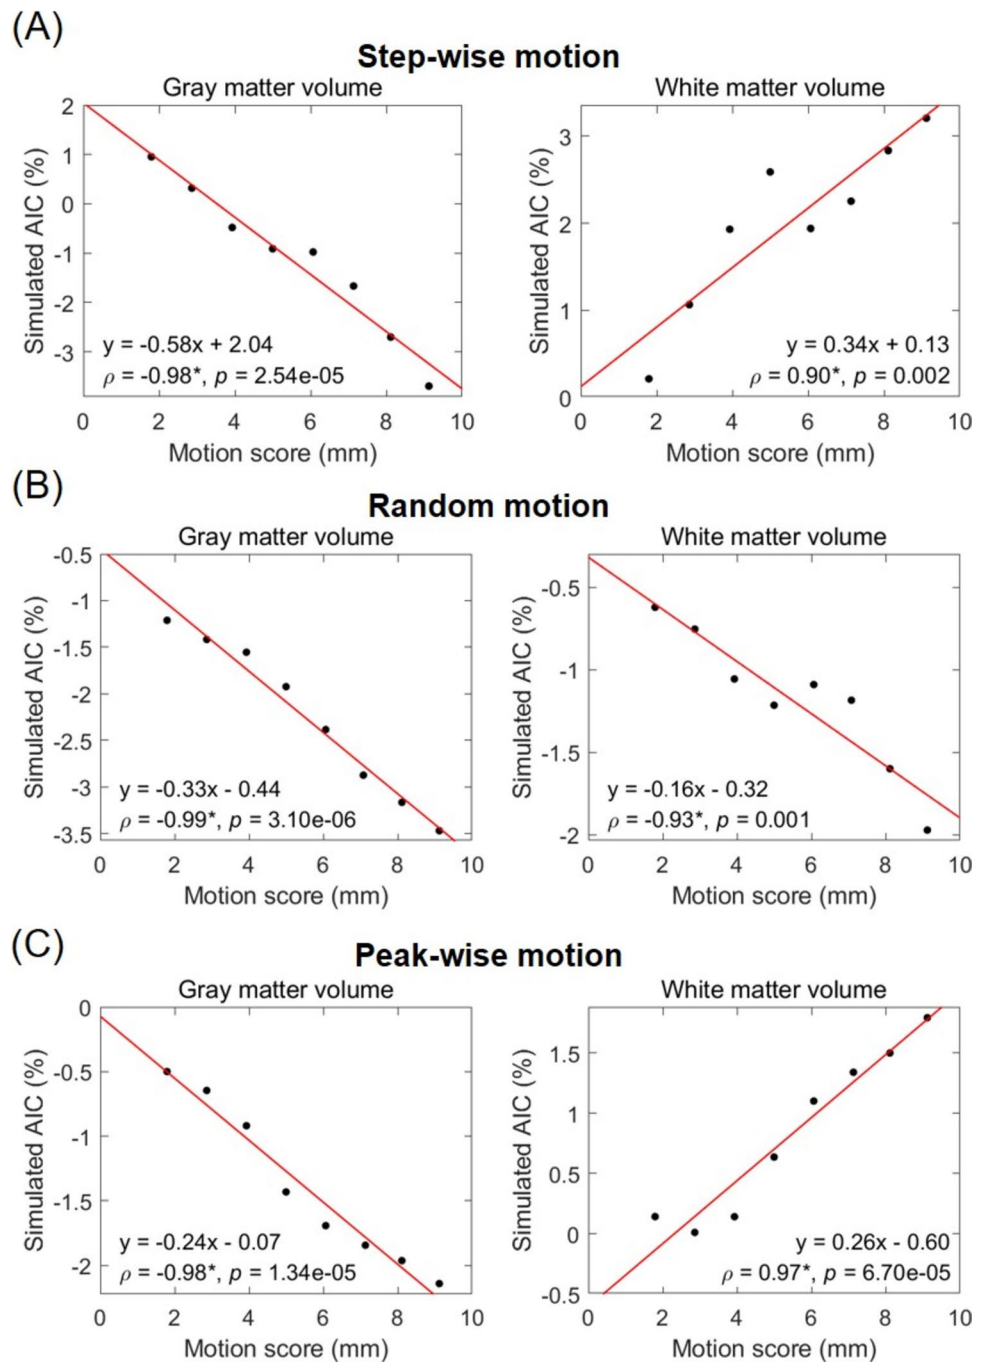 (A)
Step-wise motion
Gray matter volume
White matter volume
Simulated AIC (%)
2
1
0
-1
-2
-3
y = -0.58x + 2.04
ρ = -0.98*, p = 2.54e-05
0 2 4 6 8 10
Motion score (mm)
Simulated AIC (%)
3
2
1
0
y = 0.34x + 0.13
ρ = 0.90*, p = 0.002
0 2 4 6 8 10
Motion score (mm)
(B)
Random motion
Gray matter volume
White matter volume
Simulated AIC (%)
-0.5
-1
-1.5
-2
-2.5
-3
-3.5
y = -0.33x - 0.44
ρ = -0.99*, p = 3.10e-06
0 2 4 6 8 10
Motion score (mm)
Simulated AIC (%)
-0.5
-1
-1.5
-2
y = -0.16x - 0.32
ρ = -0.93*, p = 0.001
0 2 4 6 8 10
Motion score (mm)
(C)
Peak-wise motion
Gray matter volume
White matter volume
Simulated AIC (%)
0
-0.5
-1
-1.5
-2
y = -0.24x - 0.07
ρ = -0.98*, p = 1.34e-05
0 2 4 6 8 10
Motion score (mm)
Simulated AIC (%)
1.5
1
0.5
0
-0.5
y = 0.26x - 0.60
ρ = 0.97*, p = 6.70e-05
0 2 4 6 8 10
Motion score (mm)